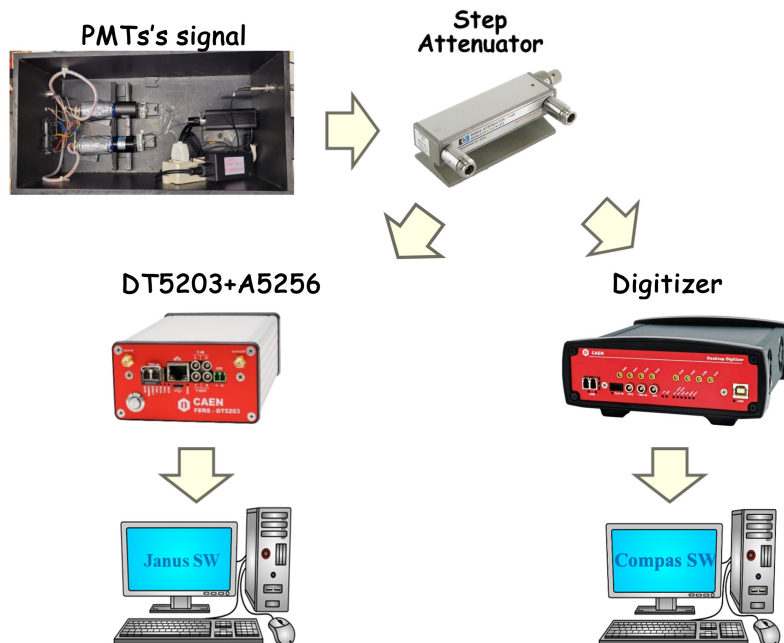 PMTs's signal
Step
Attenuator
DT5203+A5256
Digitizer
CAEN
FERS - DT5203
CAEN
Desktop Digitizer
Janus SW
Compas SW